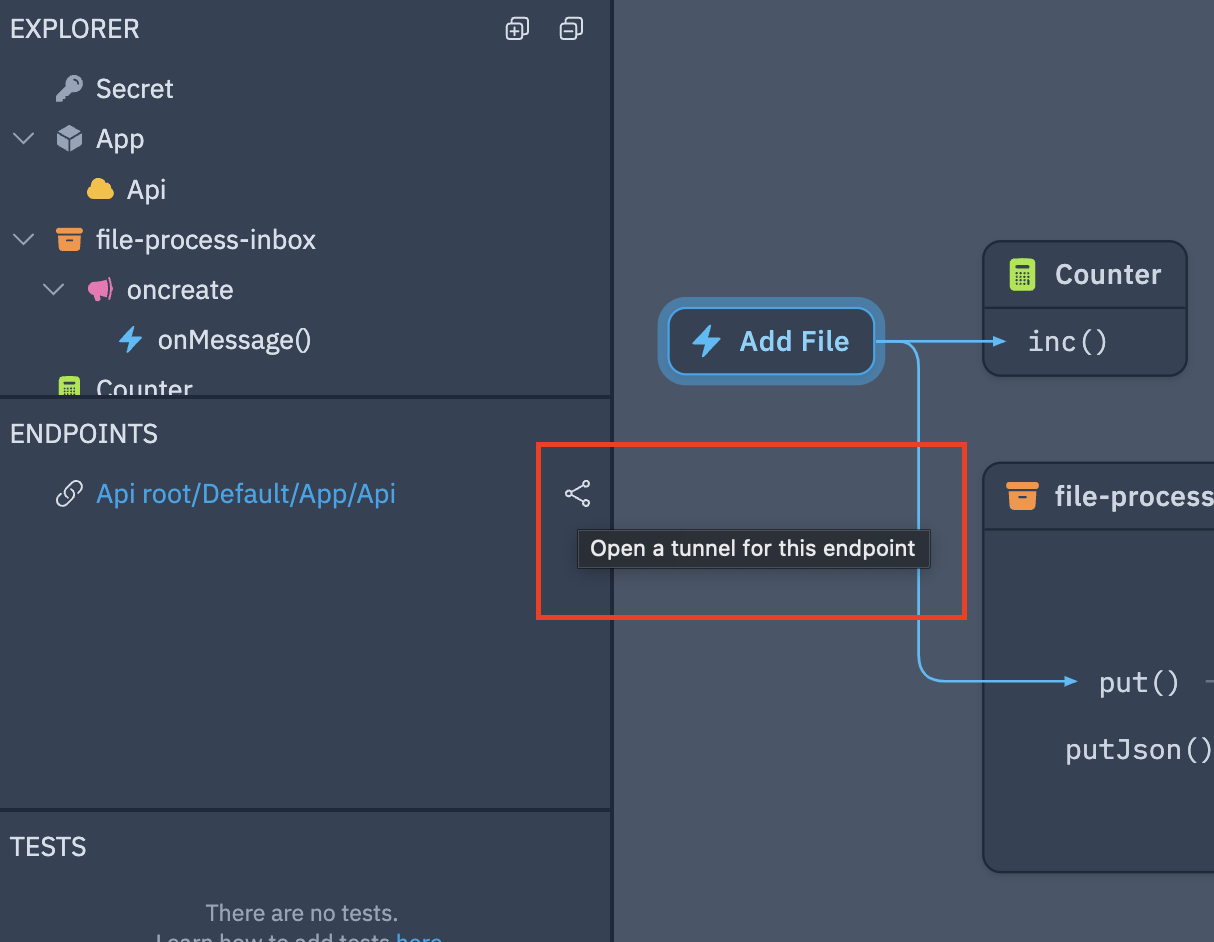 EXPLORER
Secret
App
Api
file-process-inbox
oncreate
onMessage()
Counter
ENDPOINTS
Api root/Default/App/Api
Open a tunnel for this endpoint
TESTS
There are no tests.
Learn how to add tests here
Add File
Counter
inc()
file-process
put()
putJson()